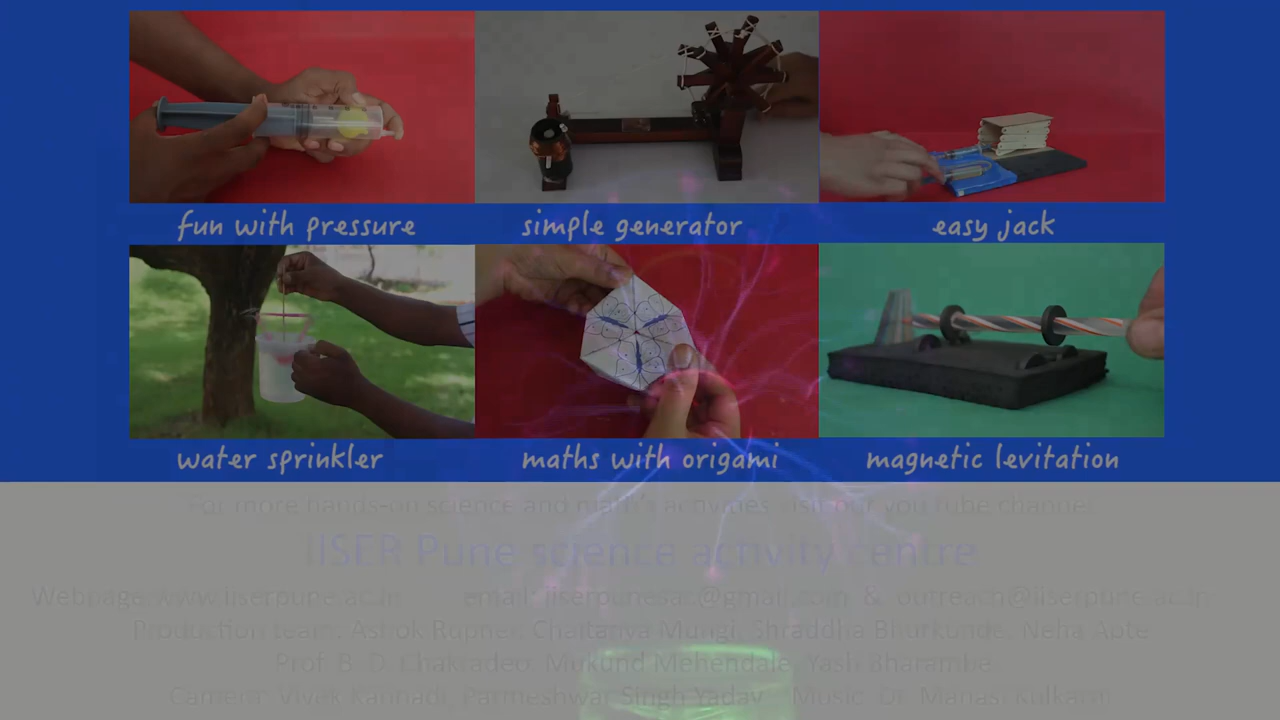 fun with pressure simple generator easy jack
water sprinkler maths with origami magnetic levitation
For more hands-on science and math's activities visit our you tube channel
IISER Pune science activity centre
Webpage: www.iiserpune.ac.in email: iiserpunesac@gmail.com & outreach@iiserpune.ac.in
Production team: Ashok Rupner, Chaitanya Mungi, Shraddha Bhurkunde, Neha Apte
Prof. B. D. Chakradeo, Mukund Mehendale, Yash Bharambe
Camera: Vivek Kannadi, Parmeshwar Singh Yadav Music: Dr. Manasi Kulkarni